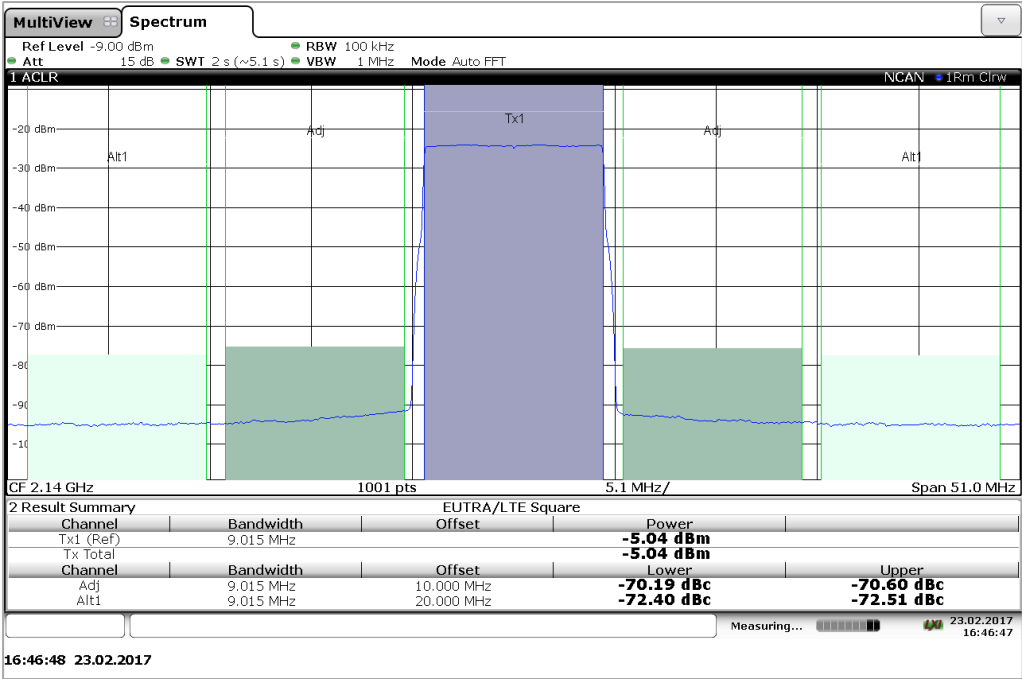 MultiView Spectrum
Ref Level -9.00 dBm RBW 100 kHz
Att 15 dB SWT 2 s (~5.1 s) VBW 1 MHz Mode Auto FFT
1 ACLR NCAN 1Rm Clrw
Tx1
-20 dBm Adj Adj
Alt1 Alt1
-30 dBm
-40 dBm
-50 dBm
-60 dBm
-70 dBm
-80
-90
-10
CF 2.14 GHz 1001 pts 5.1 MHz/ Span 51.0 MHz
2 Result Summary EUTRA/LTE Square
Channel Bandwidth Offset Power
Tx1 (Ref) 9.015 MHz -5.04 dBm
Tx Total -5.04 dBm
Channel Bandwidth Offset Lower Upper
Adj 9.015 MHz 10.000 MHz -70.19 dBc -70.60 dBc
Alt1 9.015 MHz 20.000 MHz -72.40 dBc -72.51 dBc
Measuring... LXI 23.02.2017
16:46:47
16:46:48 23.02.2017